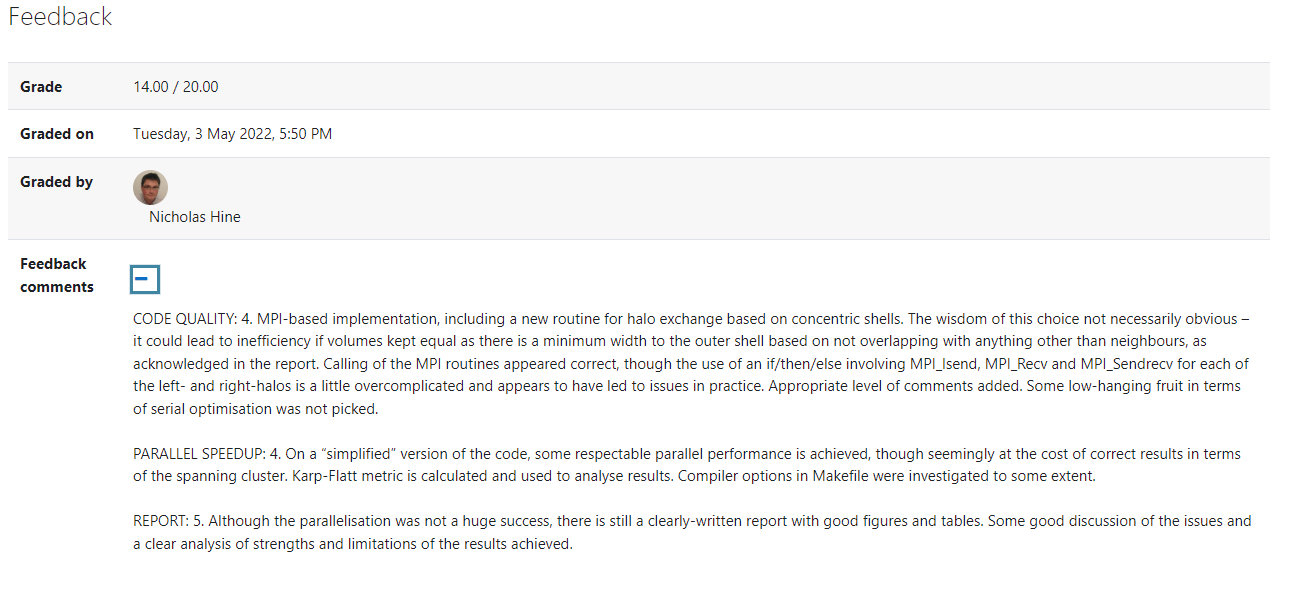 Feedback
Grade 14.00 / 20.00
Graded on Tuesday, 3 May 2022, 5:50 PM
Graded by
Nicholas Hine
Feedback
comments
CODE QUALITY: 4. MPI-based implementation, including a new routine for halo exchange based on concentric shells. The wisdom of this choice not necessarily obvious –
it could lead to inefficiency if volumes kept equal as there is a minimum width to the outer shell based on not overlapping with anything other than neighbours, as
acknowledged in the report. Calling of the MPI routines appeared correct, though the use of an if/then/else involving MPI_Isend, MPI_Recv and MPI_Sendrecv for each of
the left- and right-halos is a little overcomplicated and appears to have led to issues in practice. Appropriate level of comments added. Some low-hanging fruit in terms
of serial optimisation was not picked.
PARALLEL SPEEDUP: 4. On a “simplified” version of the code, some respectable parallel performance is achieved, though seemingly at the cost of correct results in terms
of the spanning cluster. Karp-Flatt metric is calculated and used to analyse results. Compiler options in Makefile were investigated to some extent.
REPORT: 5. Although the parallelisation was not a huge success, there is still a clearly-written report with good figures and tables. Some good discussion of the issues and
a clear analysis of strengths and limitations of the results achieved.